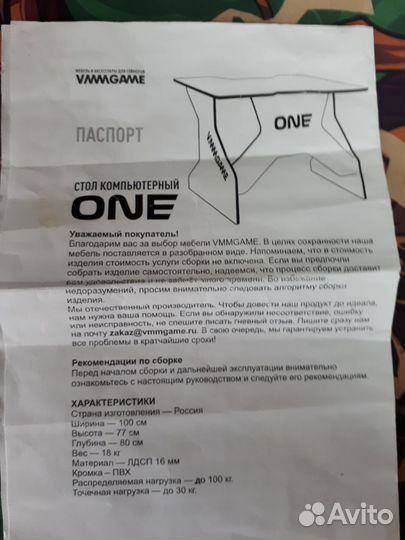 МЕБЕЛЬ И АКСЕССУАРЫ ДЛЯ ГЕЙМЕРОВ
VMMGAME
ONE
VMMGAME
ПАСПОРТ
СТОЛ КОМПЬЮТЕРНЫЙ
ONE
Уважаемый покупатель!
Благодарим вас за выбор мебели VMMGAME. В целях сохранности наша
мебель поставляется в разобранном виде. Напоминаем, что в стоимость
изделия стоимость услуги сборки не включена. Если вы предпочли
собрать изделие самостоятельно, надеемся, что процесс сборки доставит
вам удовольствие и не займёт много времени. Во избежание
недоразумений, просим внимательно следовать алгоритму сборки
изделия.
Мы отечественный производитель. Чтобы довести наш продукт до идеала,
нам нужна ваша помощь. Если вы обнаружили несоответствие, ошибку
или неисправность, не спешите писать гневный отзыв. Пишите сразу нам
на почту zakaz@vmmgame.ru. В свою очередь, мы гарантируем устранить
все проблемы в кратчайшие сроки!
Рекомендации по сборке
Перед началом сборки и дальнейшей эксплуатации внимательно
ознакомьтесь с настоящим руководством и следуйте его рекомендациям.
ХАРАКТЕРИСТИКИ
Страна изготовления — Россия
Ширина — 100 см
Высота — 77 см
Глубина — 80 см
Вес — 18 кг
Материал — ЛДСП 16 мм
Кромка – ПВХ
Распределяемая нагрузка — до 100 кг.
Точечная нагрузка - до 30 кг.
Avito